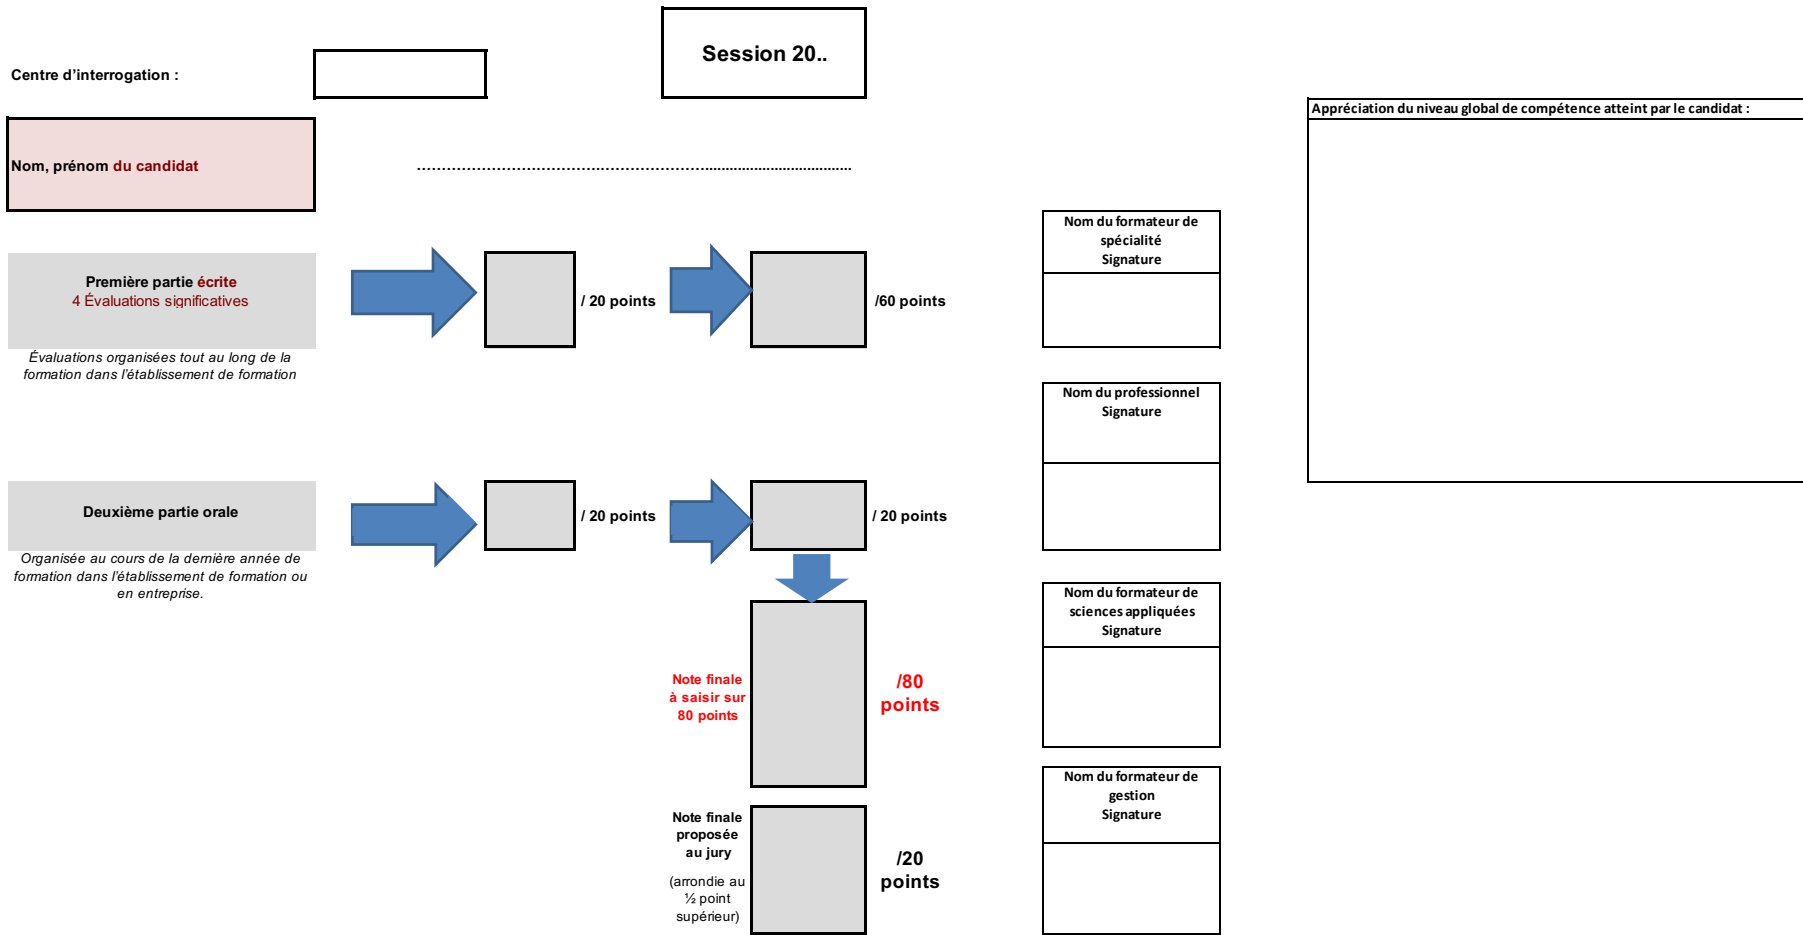 Session 20..
Centre d'interrogation :
Appréciation du niveau global de compétence atteint par le candidat :
Nom, prénom du candidat
Nom du formateur de
spécialité
Signature
Première partie écrite
4 Évaluations significatives
/ 20 points
/60 points
Évaluations organisées tout au long de la
formation dans l'établissement de formation
Nom du professionnel
Signature
Deuxième partie orale
/ 20 points
/ 20 points
Organisée au cours de la dernière année de
formation dans l'établissement de formation ou
en entreprise.
Nom du formateur de
sciences appliquées
Signature
Note finale
à saisir sur
80 points
/80
points
Nom du formateur de
gestion
Signature
Note finale
proposée
au jury
(arrondie au
½ point
supérieur)
/20
points